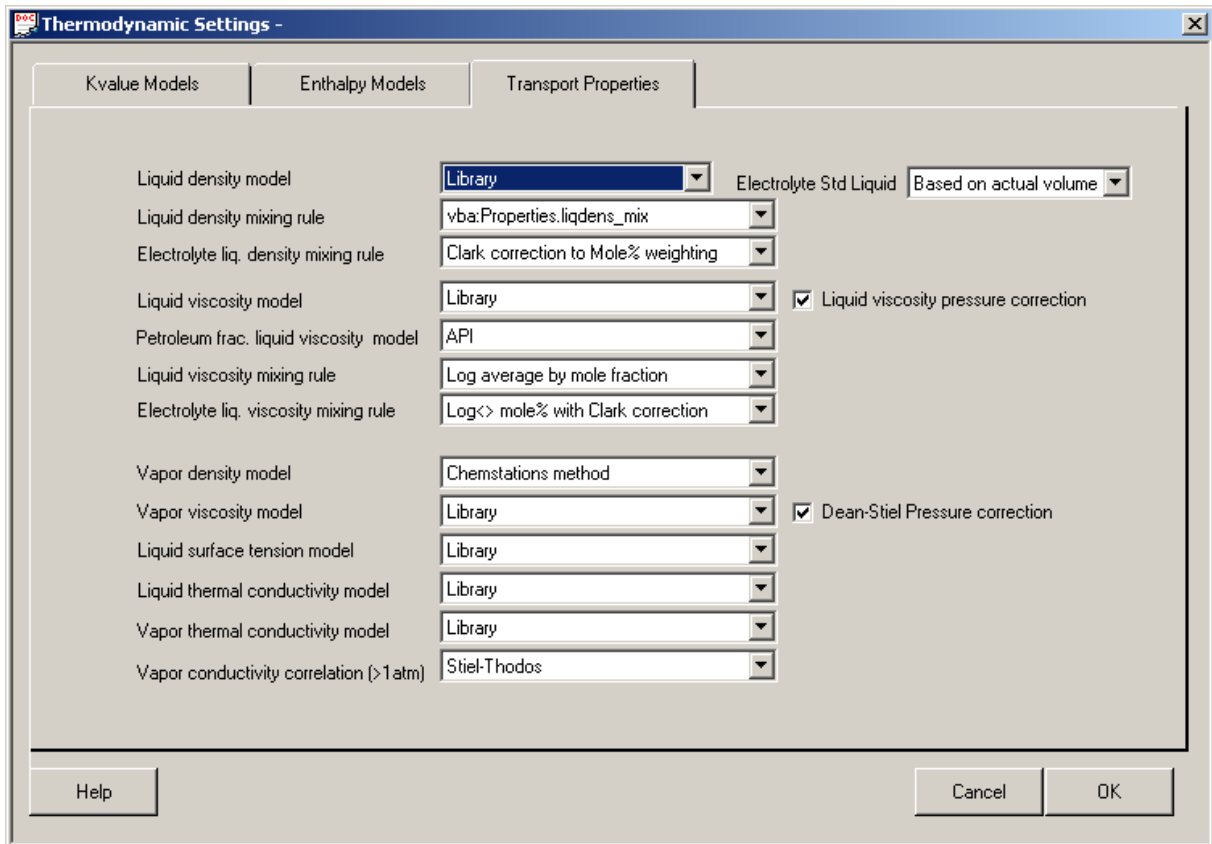 DOC
Thermodynamic Settings -
Kvalue Models Enthalpy Models Transport Properties
Liquid density model Library Electrolyte Std Liquid Based on actual volume
Liquid density mixing rule vba:Properties.liqdens_mix
Electrolyte liq. density mixing rule Clark correction to Mole% weighting
Liquid viscosity model Library Liquid viscosity pressure correction
Petroleum frac. liquid viscosity model API
Liquid viscosity mixing rule Log average by mole fraction
Electrolyte liq. viscosity mixing rule Log<> mole% with Clark correction
Vapor density model Chemstations method
Vapor viscosity model Library Dean-Stiel Pressure correction
Liquid surface tension model Library
Liquid thermal conductivity model Library
Vapor thermal conductivity model Library
Vapor conductivity correlation (>1atm) Stiel-Thodos
Help Cancel OK